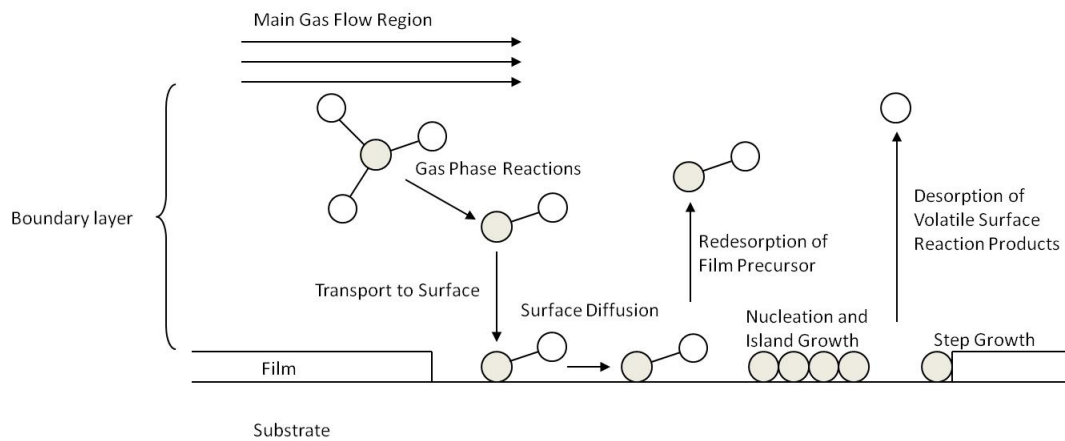 Main Gas Flow Region
Gas Phase Reactions
Boundary layer
Desorption of
Volatile Surface
Reaction Products
Redesorption of
Film Precursor
Transport to Surface
Surface Diffusion
Nucleation and
Island Growth
Step Growth
Film
Substrate